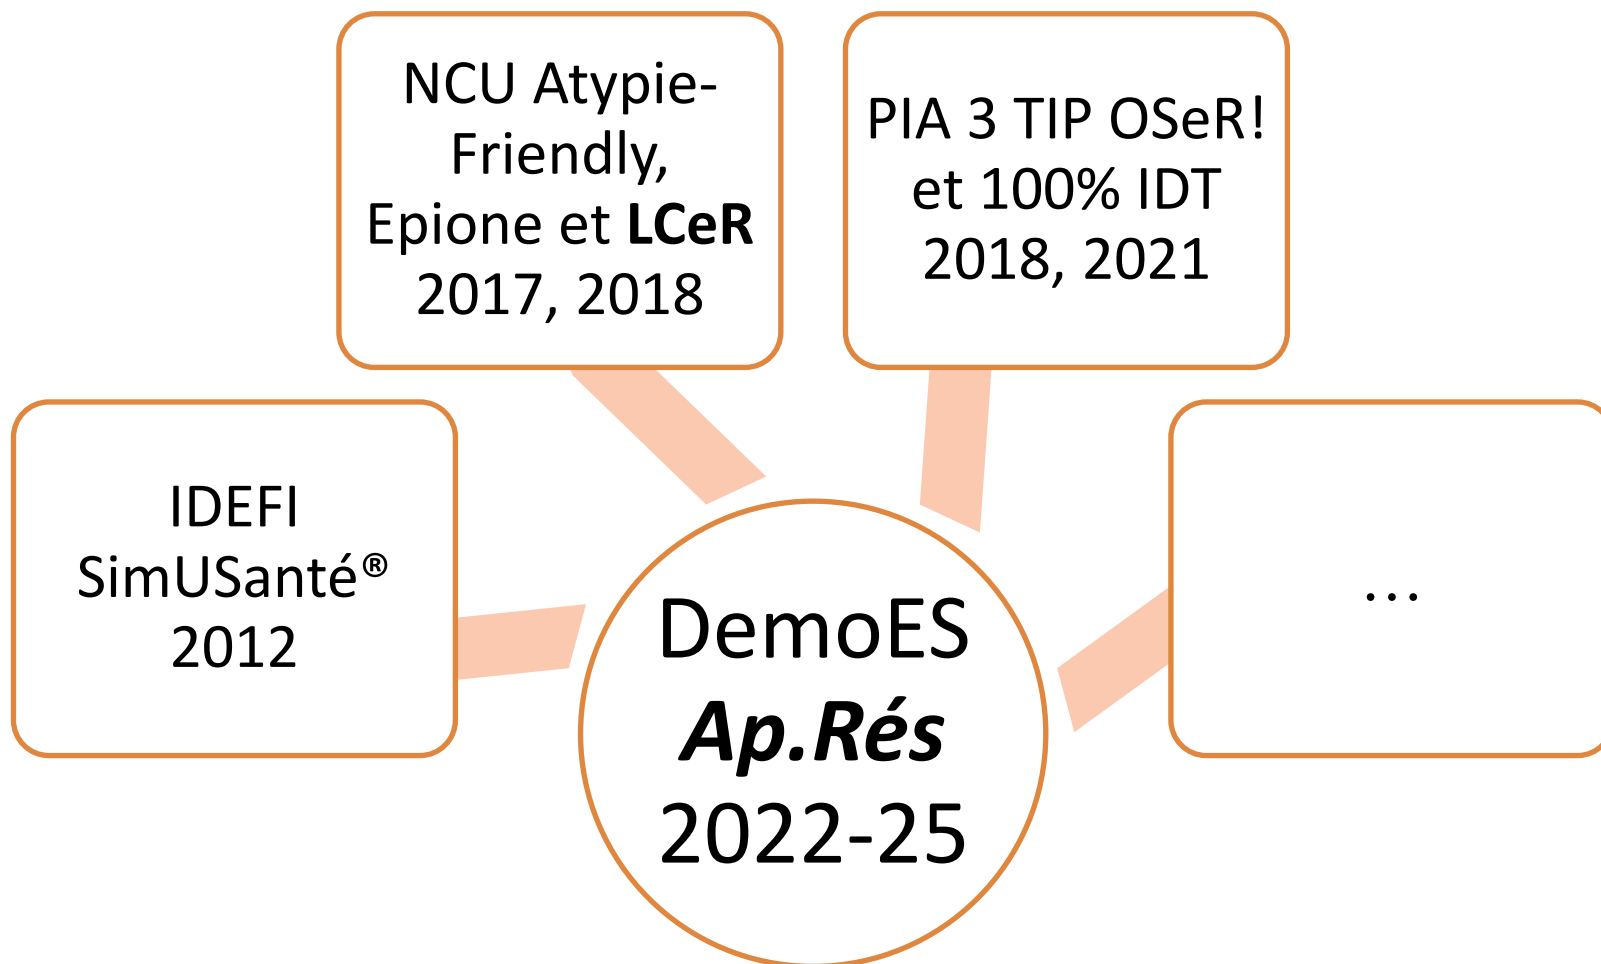 NCU Atypie-
Friendly,
Epione et LCeR
2017, 2018
PIA 3 TIP OSeR!
et 100% IDT
2018, 2021
IDEFI
SimUSanté®
2012
...
DemoES
Ap.Rés
2022-25